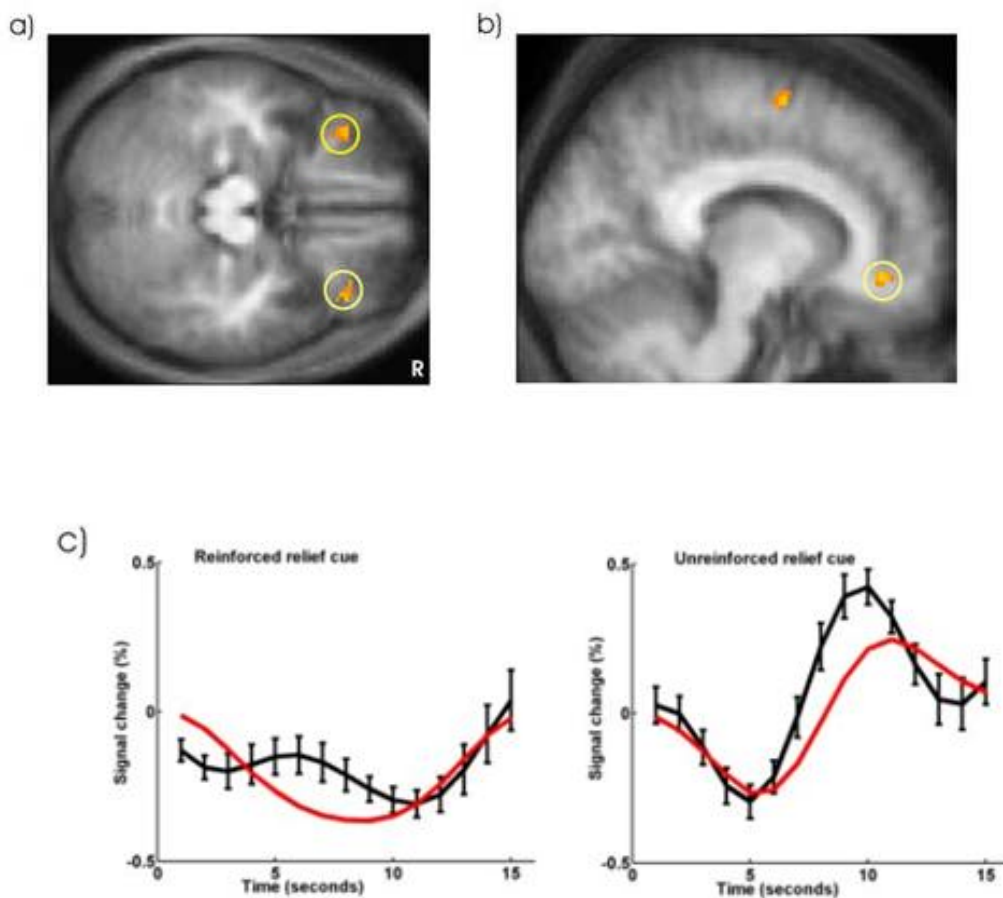 a)
b)
R
c)
Reinforced relief cue
Unreinforced relief cue
0.5
0
-0.5
Signal change (%)
5
10
15
Time (seconds)
0.5
0
-0.5
Signal change (%)
0
5
10
15
Time (seconds)